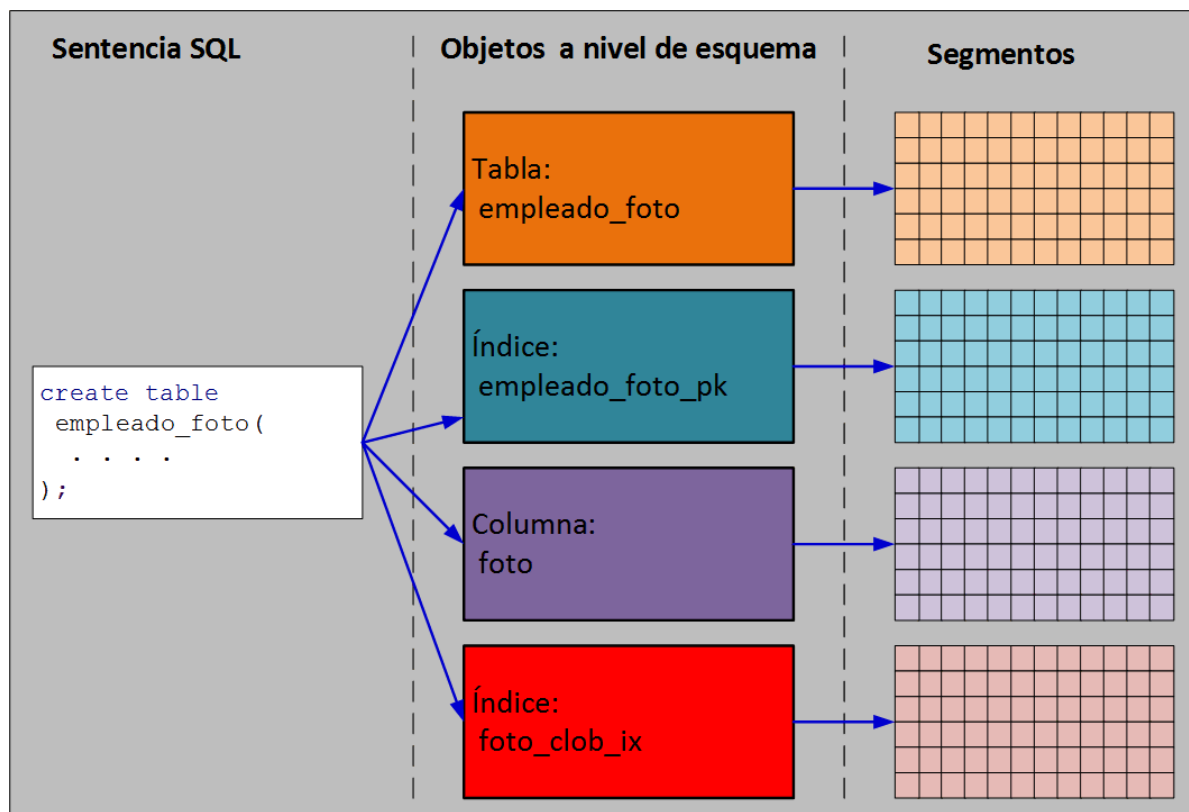 Sentencia SQL
Objetos a nivel de esquema
Segmentos
create table
empleado_foto(
. . . .
);
Tabla:
empleado_foto
Índice:
empleado_foto_pk
Columna:
foto
Índice:
foto_clob_ix